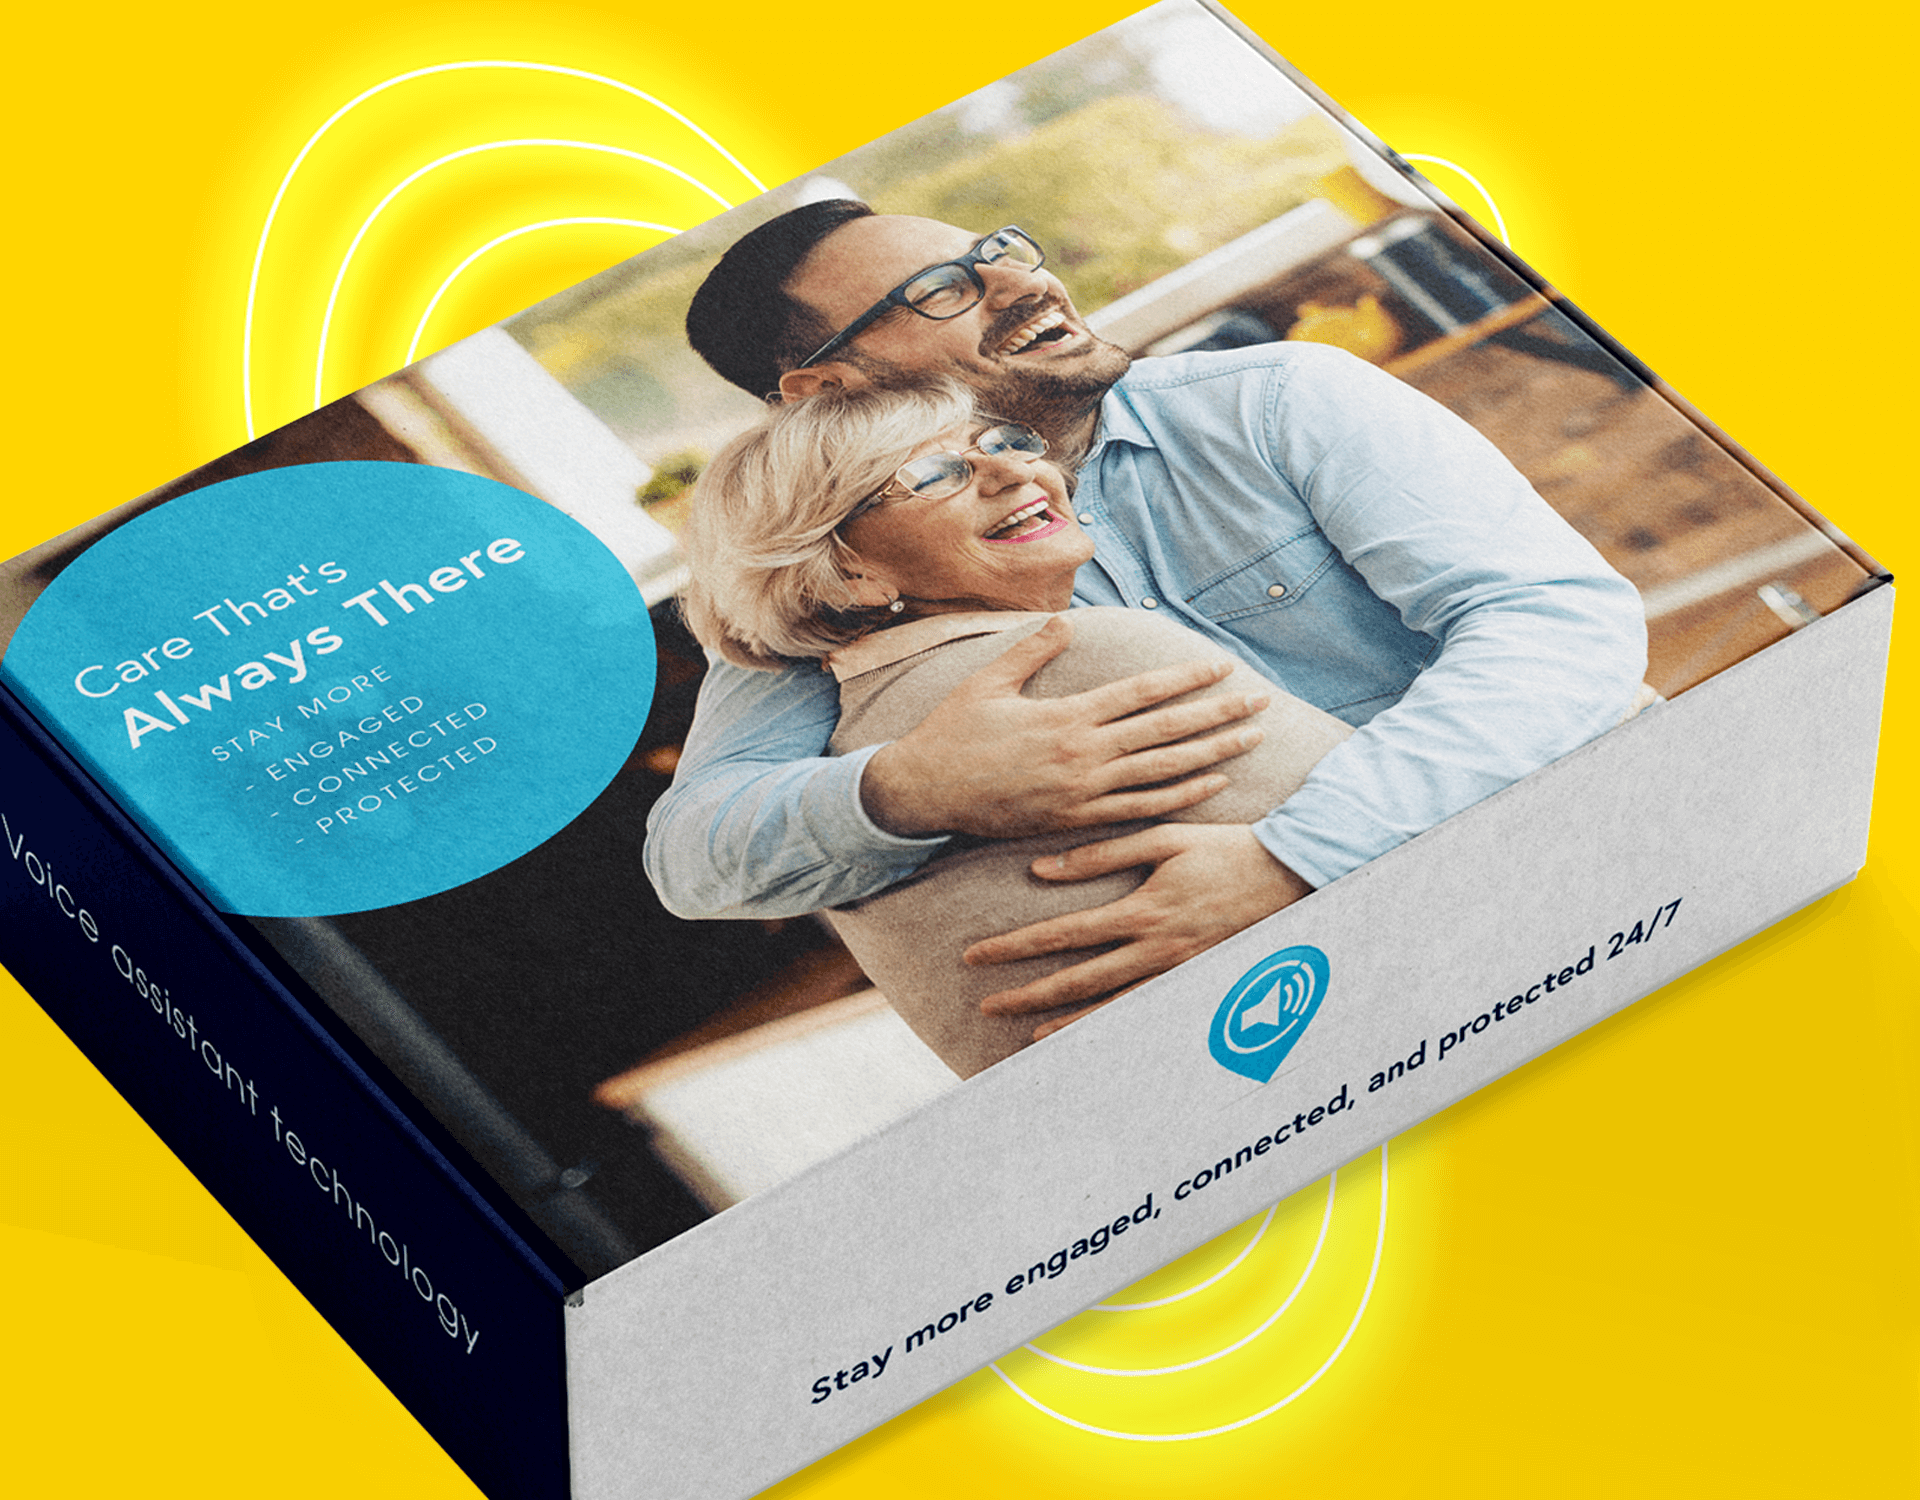 Care That's
Always There
STAY MORE
- ENGAGED
- CONNECTED
- PROTECTED
Voice assistant technology
Stay more engaged, connected, and protected 24/7